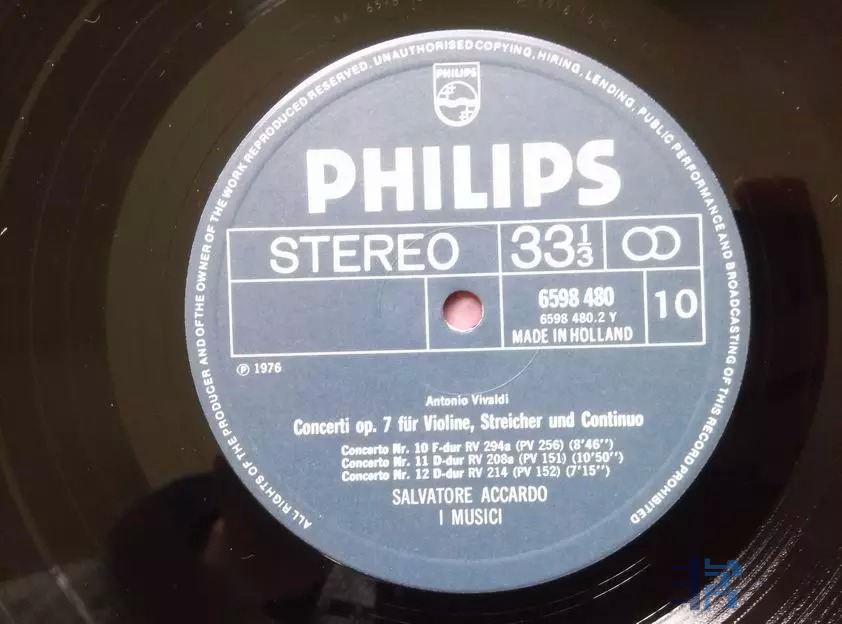 ALL RIGHTS OF THE PRODUCER AND OF THE OWNER OF THE WORK REPRODUCED RESERVED. UNAUTHORISED COPYING, HIRING, LENDING, PUBLIC PERFORMANCE AND BROADCASTING OF THIS RECORD PROHIBITED
PHILIPS
PHILIPS
STEREO
33 1/3
6598 480
6598 480.2 Y
MADE IN HOLLAND
10
Ⓟ 1976
Antonio Vivaldi
Concerti op. 7 für Violine, Streicher und Continuo
Concerto Nr. 10 F-dur RV 294a (PV 256) (8'46'')
Concerto Nr. 11 D-dur RV 208a (PV 151) (10'50'')
Concerto Nr. 12 D-dur RV 214 (PV 152) (7'15'')
SALVATORE ACCARDO
I MUSICI